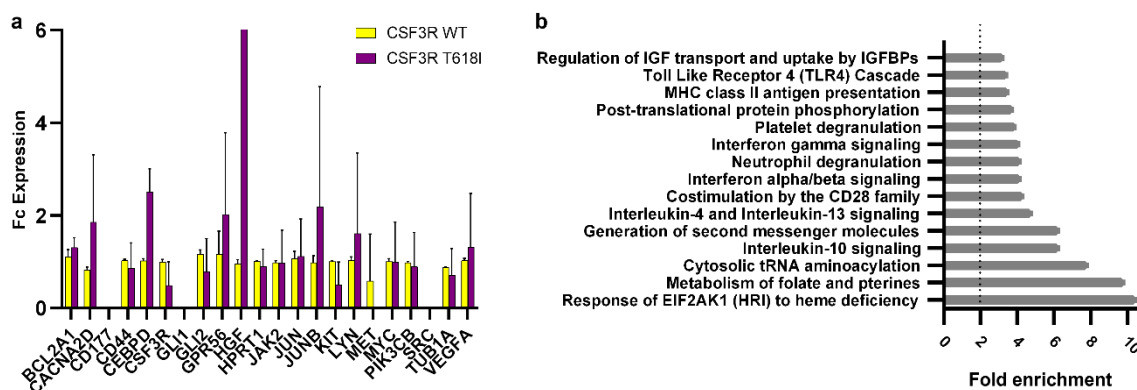 a
Fc Expression
6
4
2
0
CSF3R WT
CSF3R T618I
BCL2A1
CACNA2D
CD177
CD44
CEBPD
CSF3R
GLI1
GLI2
GPR56
HGF
HPRT1
JAK2
JUN
JUNB
KIT
LYN
MET
MYC
PIK3CB
SRC
TUB1A
VEGFA
b
Regulation of IGF transport and uptake by IGFBPs
Toll Like Receptor 4 (TLR4) Cascade
MHC class II antigen presentation
Post-translational protein phosphorylation
Platelet degranulation
Interferon gamma signaling
Neutrophil degranulation
Interferon alpha/beta signaling
Costimulation by the CD28 family
Interleukin-4 and Interleukin-13 signaling
Generation of second messenger molecules
Interleukin-10 signaling
Cytosolic tRNA aminoacylation
Metabolism of folate and pterines
Response of EIF2AK1 (HRI) to heme deficiency
0 2 4 6 8 10
Fold enrichment